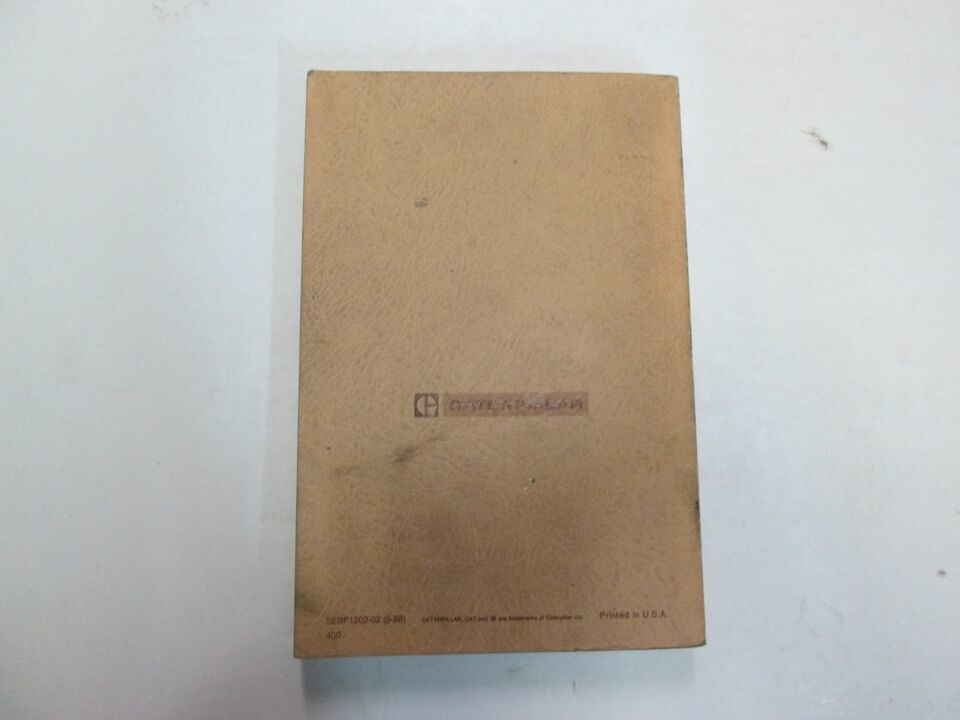 CATERPILLAR
SEBP1202-02 (5-88) CATERPILLAR, CAT and are trademarks of Caterpillar Inc. Printed in U.S.A.
400